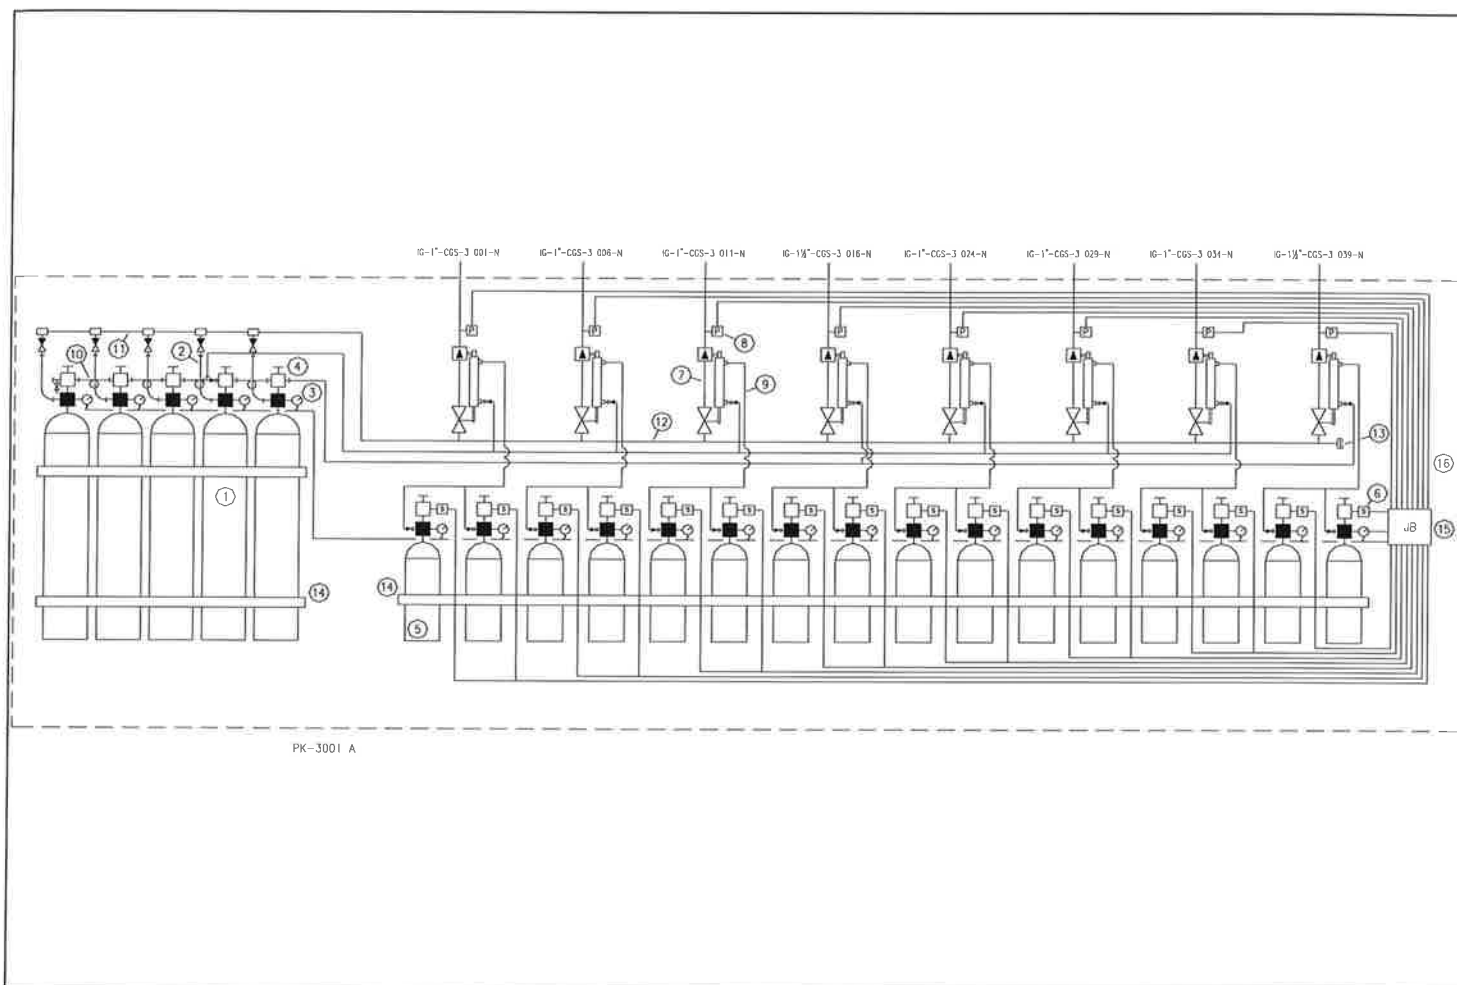 IG-1"-CGS-3 001-N
IG-1"-CGS-3 006-N
IG-1"-CGS-3 011-N
IG-1½"-CGS-3 016-N
IG-1"-CGS-3 024-N
IG-1"-CGS-3 029-N
IG-1"-CGS-3 034-N
IG-1½"-CGS-3 039-N
P P P P P P P P
8
11
2
10
4
3
7
9
12
13
16
1
6
S S S S S S S S S S S S S S S S
JB
15
14
14
5
PK-3001 A